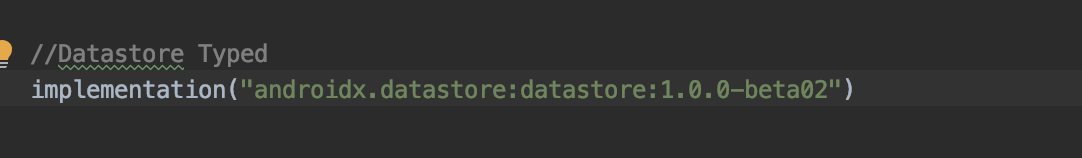 //Datastore Typed
implementation("androidx.datastore:datastore:1.0.0-beta02")